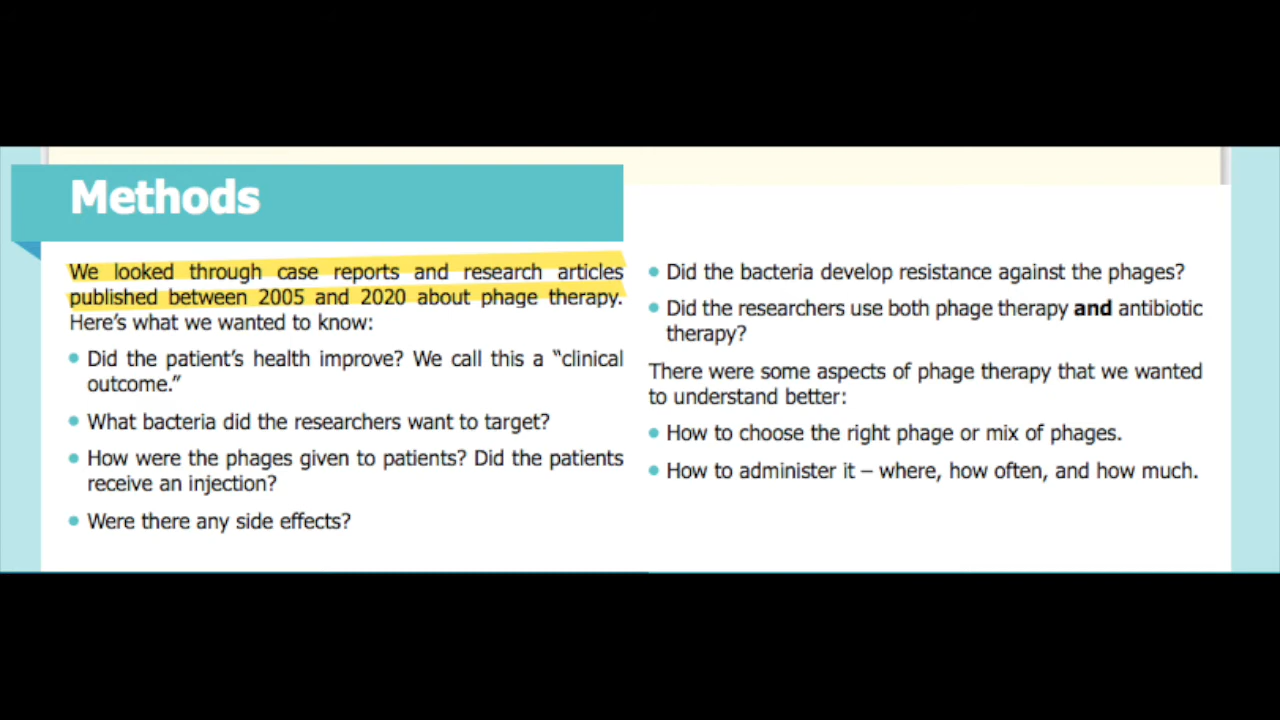 Methods
We looked through case reports and research articles
published between 2005 and 2020 about phage therapy.
Here’s what we wanted to know:
• Did the patient’s health improve? We call this a “clinical
outcome.”
• What bacteria did the researchers want to target?
• How were the phages given to patients? Did the patients
receive an injection?
• Were there any side effects?
• Did the bacteria develop resistance against the phages?
• Did the researchers use both phage therapy and antibiotic
therapy?
There were some aspects of phage therapy that we wanted
to understand better:
• How to choose the right phage or mix of phages.
• How to administer it – where, how often, and how much.